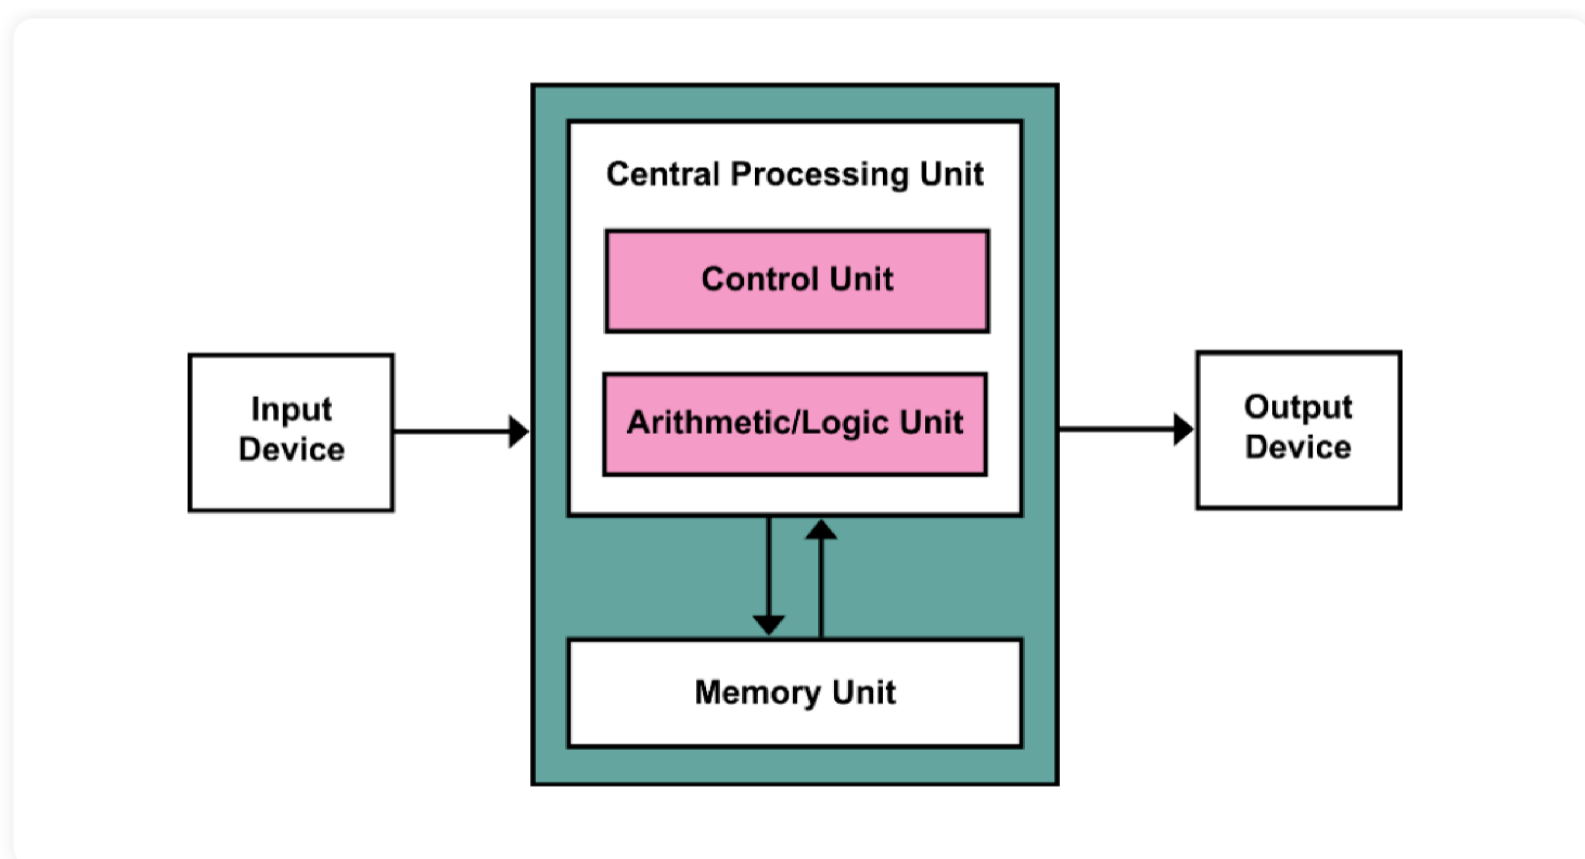 Central Processing Unit
Control Unit
Arithmetic/Logic Unit
Input
Device
Output
Device
Memory Unit